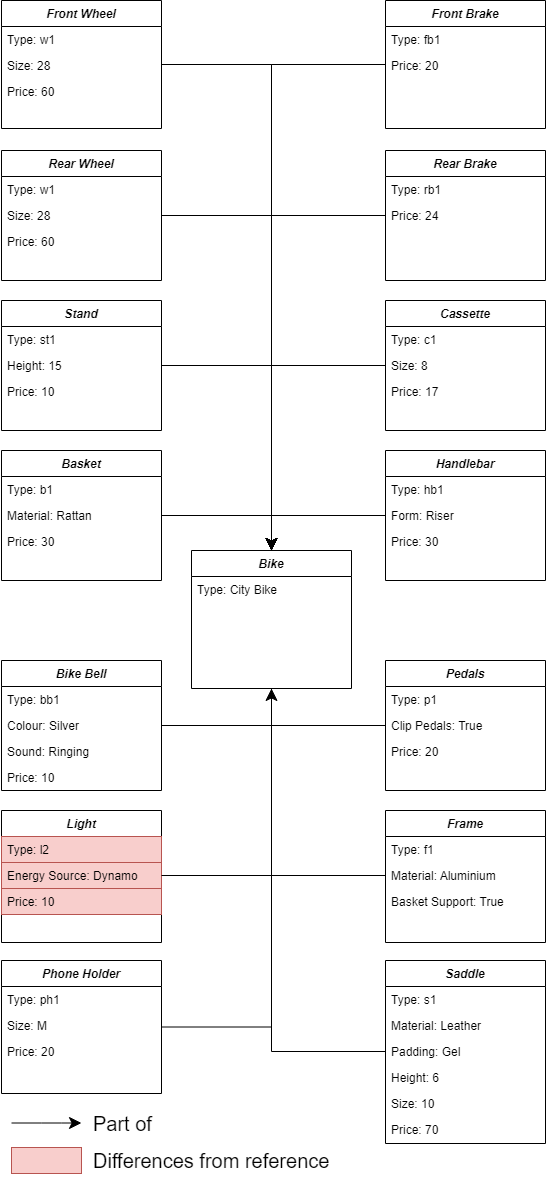 Front Wheel
Type: w1
Size: 28
Price: 60
Front Brake
Type: fb1
Price: 20
Rear Wheel
Type: w1
Size: 28
Price: 60
Rear Brake
Type: rb1
Price: 24
Stand
Type: st1
Height: 15
Price: 10
Cassette
Type: c1
Size: 8
Price: 17
Basket
Type: b1
Material: Rattan
Price: 30
Handlebar
Type: hb1
Form: Riser
Price: 30
Bike
Type: City Bike
Bike Bell
Type: bb1
Colour: Silver
Sound: Ringing
Price: 10
Pedals
Type: p1
Clip Pedals: True
Price: 20
Light
Type: l2
Energy Source: Dynamo
Price: 10
Frame
Type: f1
Material: Aluminium
Basket Support: True
Phone Holder
Type: ph1
Size: M
Price: 20
Saddle
Type: s1
Material: Leather
Padding: Gel
Height: 6
Size: 10
Price: 70
Part of
Differences from reference